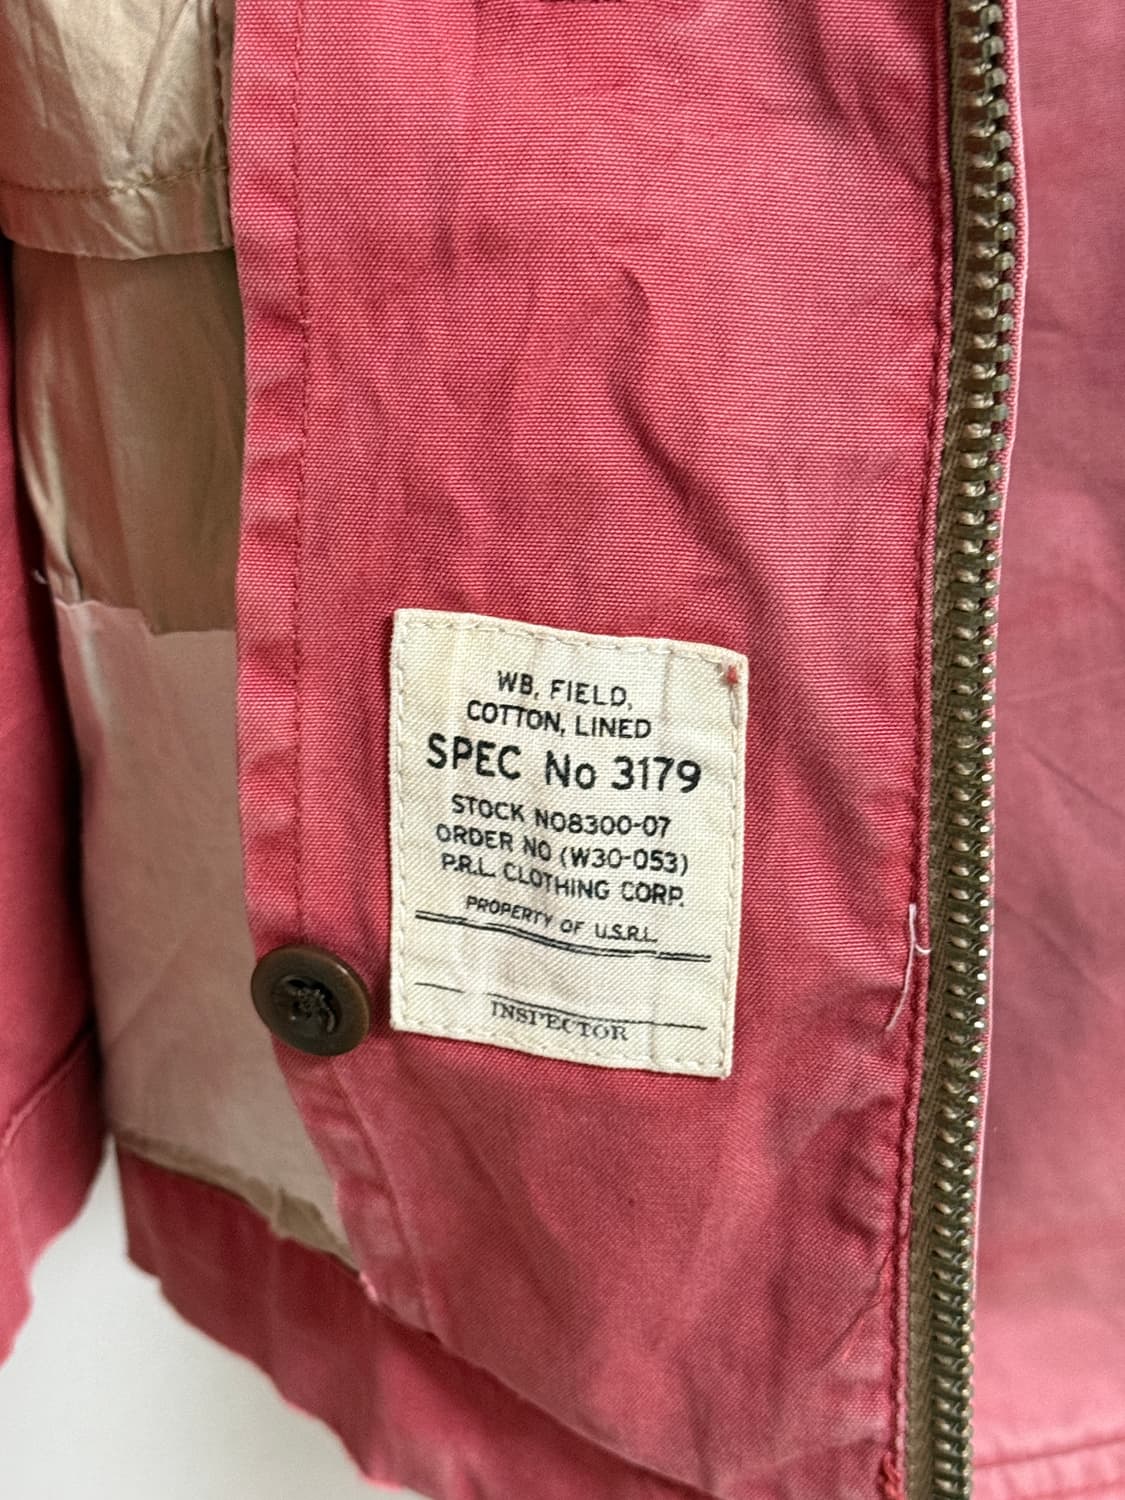 WB, FIELD,
COTTON, LINED
SPEC No 3179
STOCK NO8300-07
ORDER NO (W30-053)
P.R.L. CLOTHING CORP.
PROPERTY OF U.S.R.L.
INSPECTOR